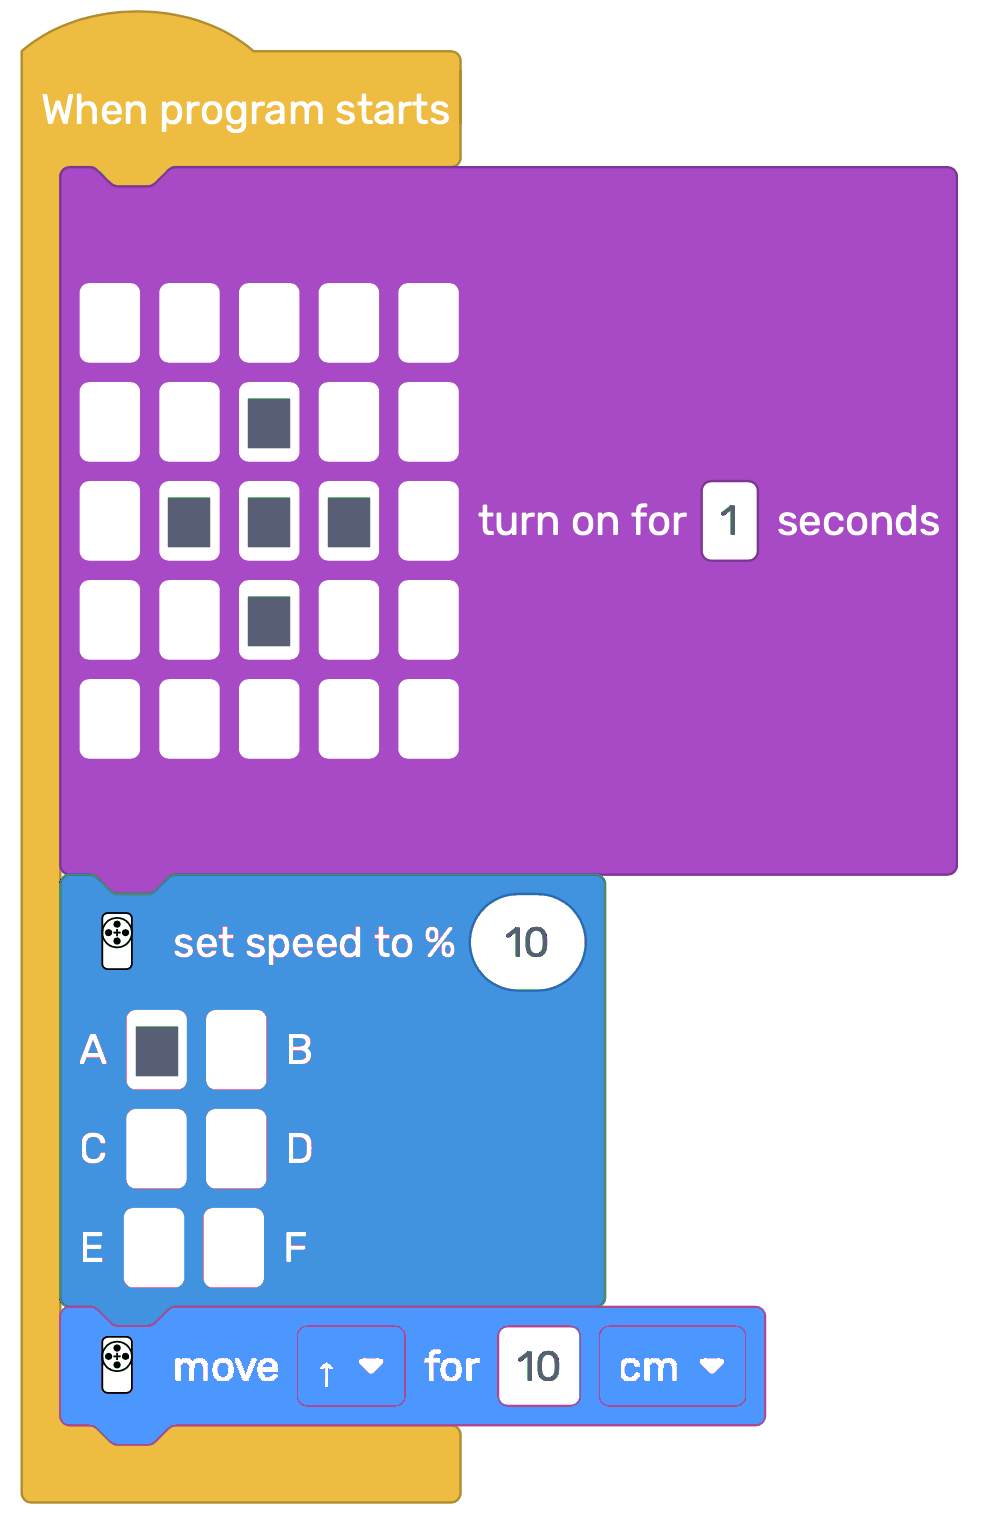 When program starts
turn on for 1 seconds
set speed to % 10
A B
C D
E F
move ↑ for 10 cm